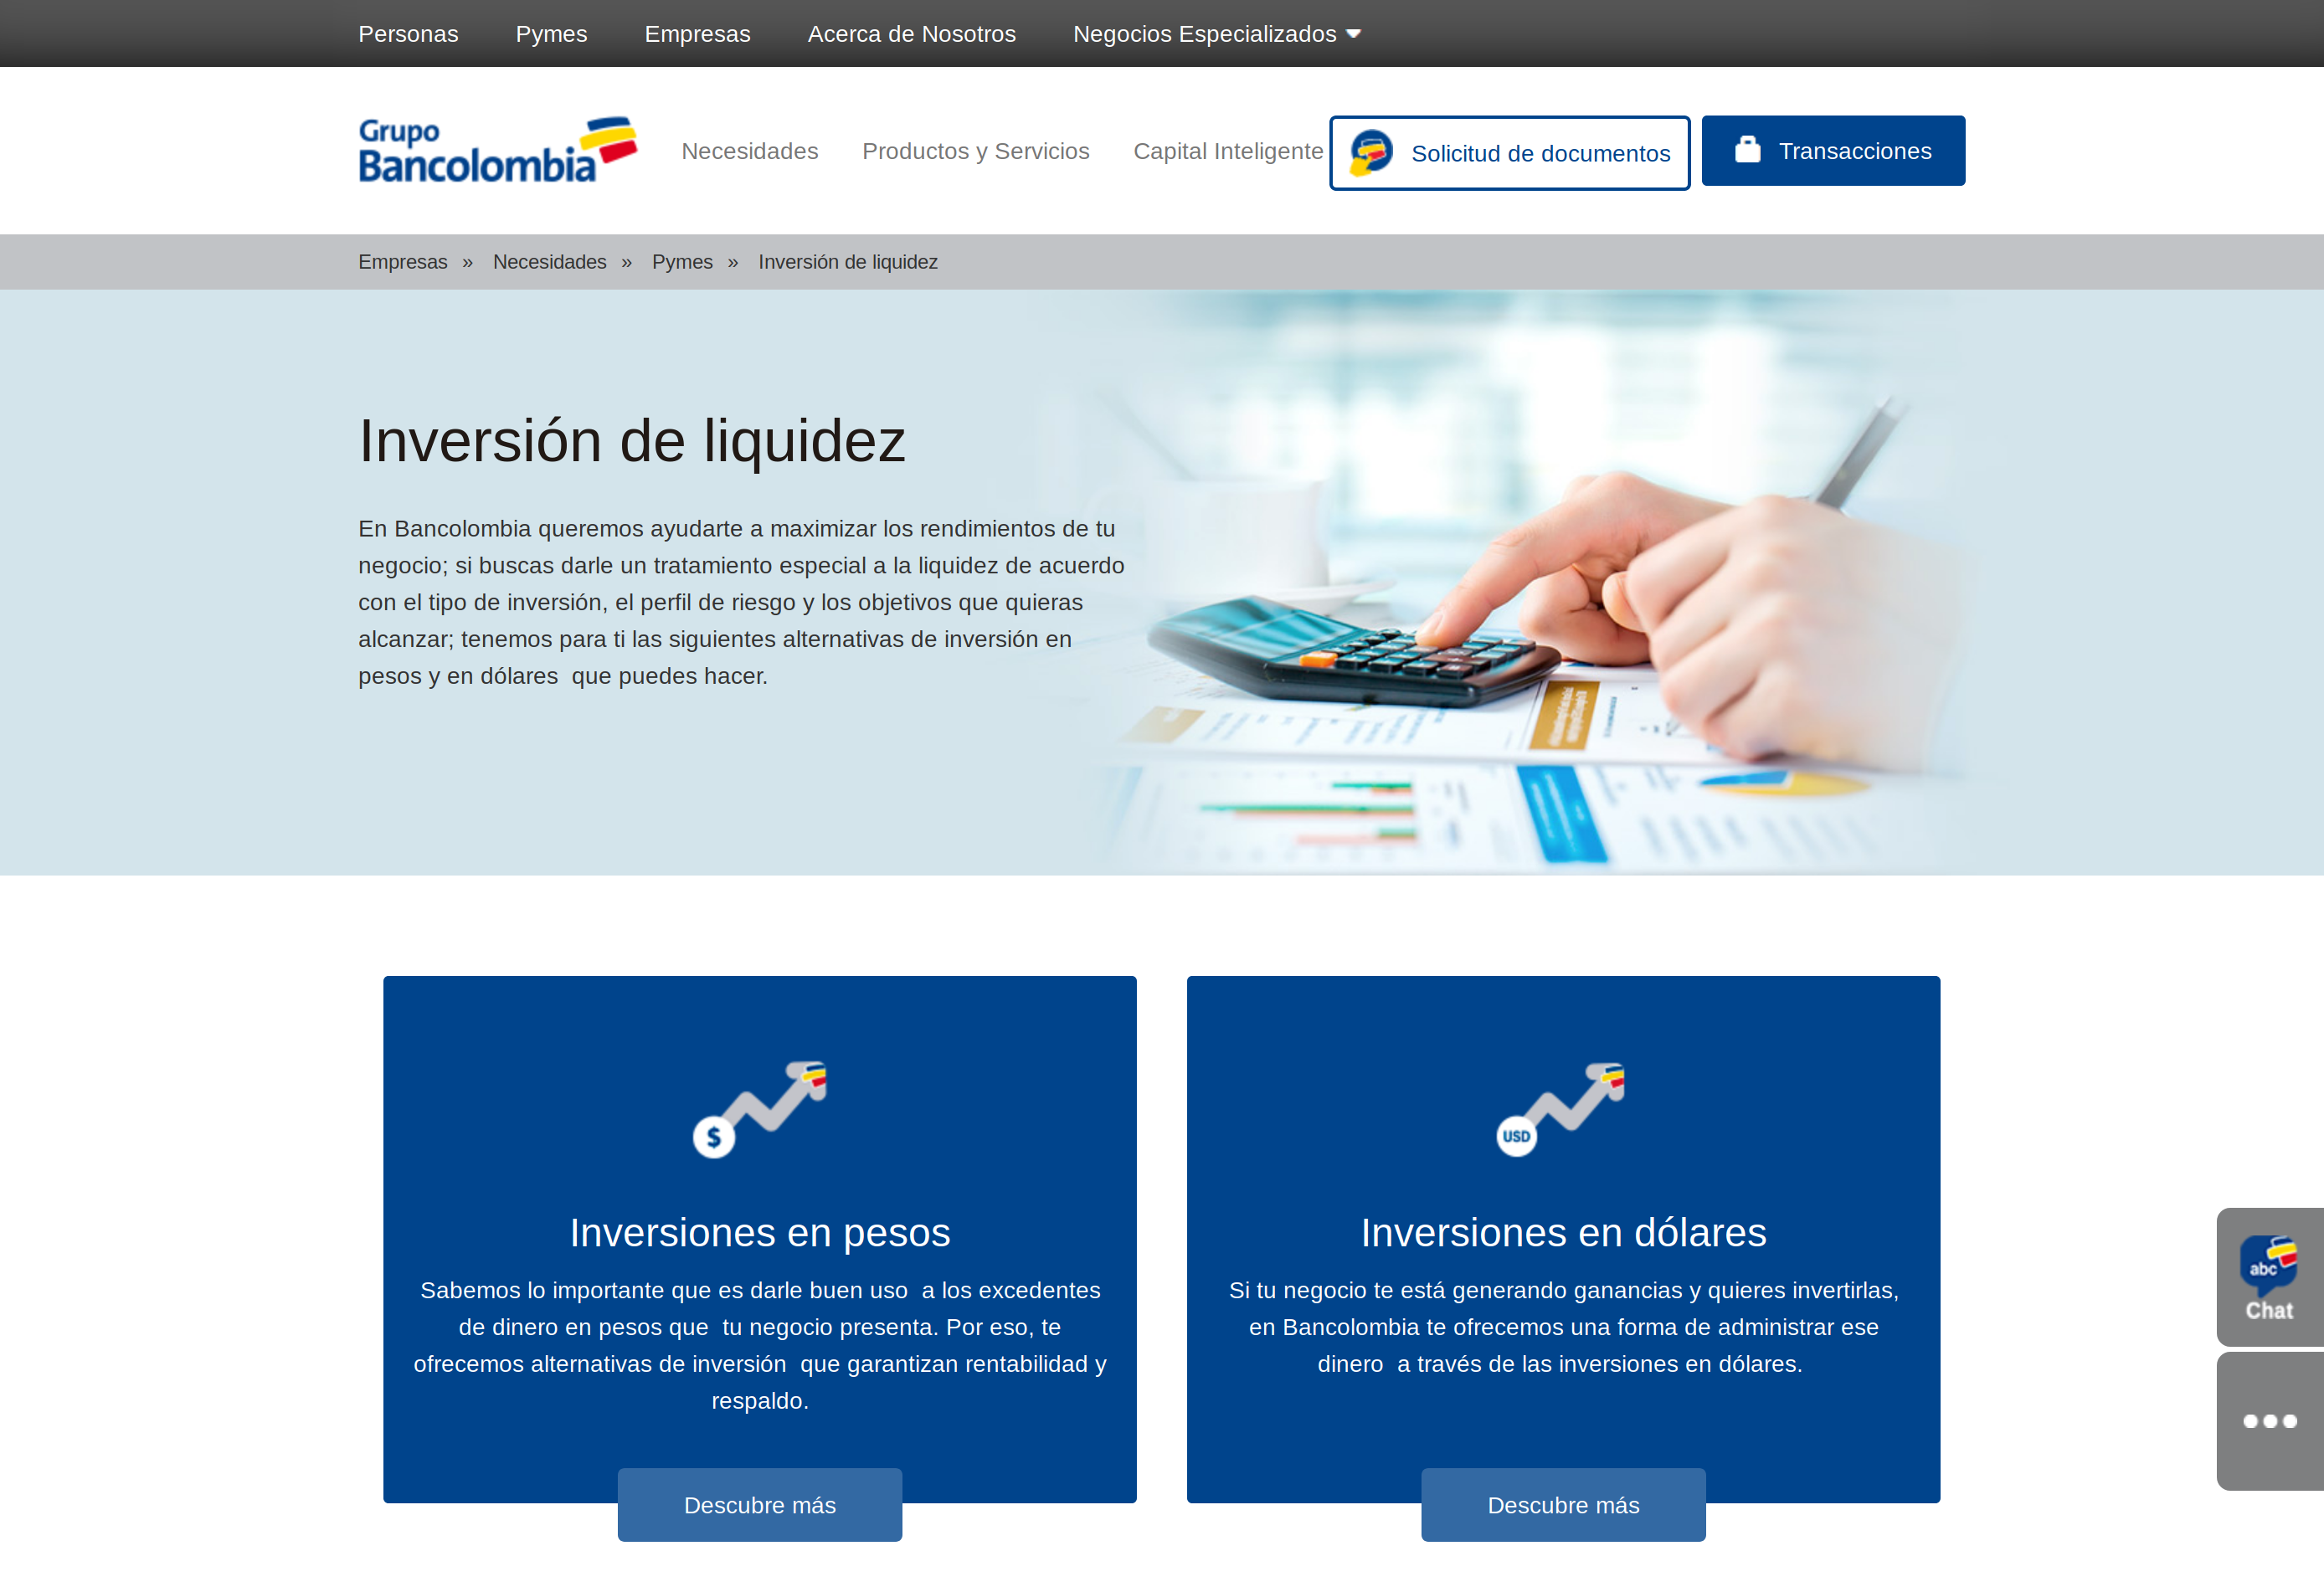 Personas Pymes Empresas Acerca de Nosotros Negocios Especializados
Grupo
Bancolombia
Necesidades Productos y Servicios Capital Inteligente Solicitud de documentos Transacciones
Empresas » Necesidades » Pymes » Inversión de liquidez
Inversión de liquidez
En Bancolombia queremos ayudarte a maximizar los rendimientos de tu
negocio; si buscas darle un tratamiento especial a la liquidez de acuerdo
con el tipo de inversión, el perfil de riesgo y los objetivos que quieras
alcanzar; tenemos para ti las siguientes alternativas de inversión en
pesos y en dólares  que puedes hacer.
$
Inversiones en pesos
Sabemos lo importante que es darle buen uso  a los excedentes
de dinero en pesos que  tu negocio presenta. Por eso, te
ofrecemos alternativas de inversión  que garantizan rentabilidad y
respaldo.
Descubre más
USD
Inversiones en dólares
Si tu negocio te está generando ganancias y quieres invertirlas,
en Bancolombia te ofrecemos una forma de administrar ese
dinero  a través de las inversiones en dólares.
Descubre más
abc
Chat